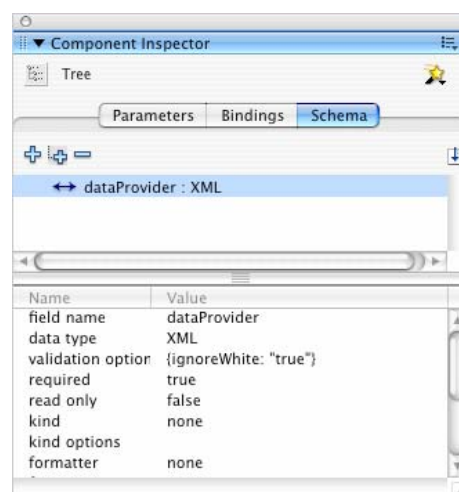 Component Inspector
Tree
Parameters Bindings Schema
dataProvider : XML
Name Value
field name dataProvider
data type XML
validation option {ignoreWhite: "true"}
required true
read only false
kind none
kind options
formatter none